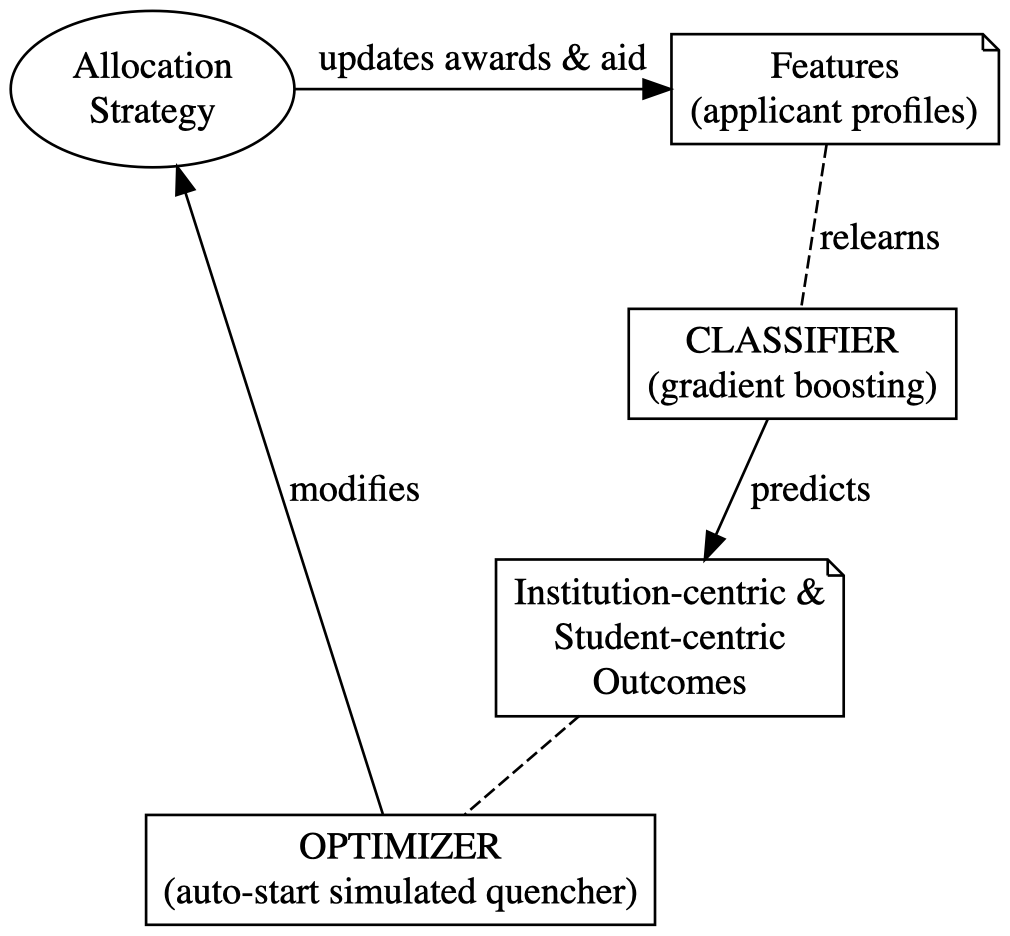 Allocation
Strategy
updates awards & aid
Features
(applicant profiles)
relearns
CLASSIFIER
(gradient boosting)
modifies
predicts
Institution-centric &
Student-centric
Outcomes
OPTIMIZER
(auto-start simulated quencher)